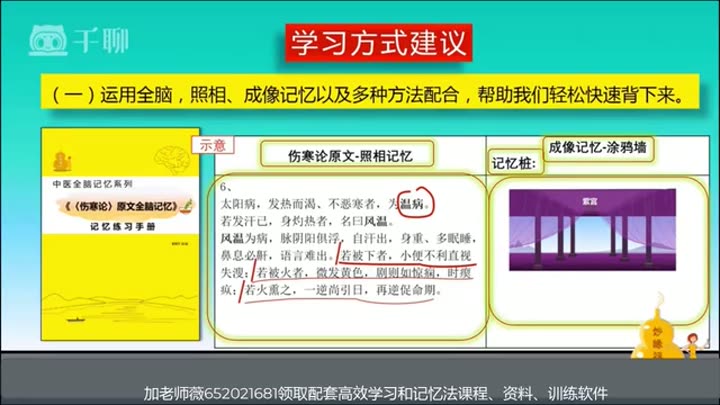 千聊
学习方式建议
（一）运用全脑，照相、成像记忆以及多种方法配合，帮助我们轻松快速背下来。
中医全脑记忆系列
《〈伤寒论〉原文全脑记忆》
记忆练习手册
示意
伤寒论原文-照相记忆
6、
太阳病，发热而渴、不恶寒者，为温病。
若发汗已，身灼热者，名曰风温。
风温为病，脉阴阳俱浮、自汗出、身重、多眠睡，
鼻息必鼾，语言难出。若被下者，小便不利直视
失溲；若被火者，微发黄色，剧则如惊痫，时瘈
疭；若火熏之，一逆尚引日，再逆促命期。
成像记忆-涂鸦墙
记忆桩：
紫宫
加老师薇652021681领取配套高效学习和记忆法课程、资料、训练软件